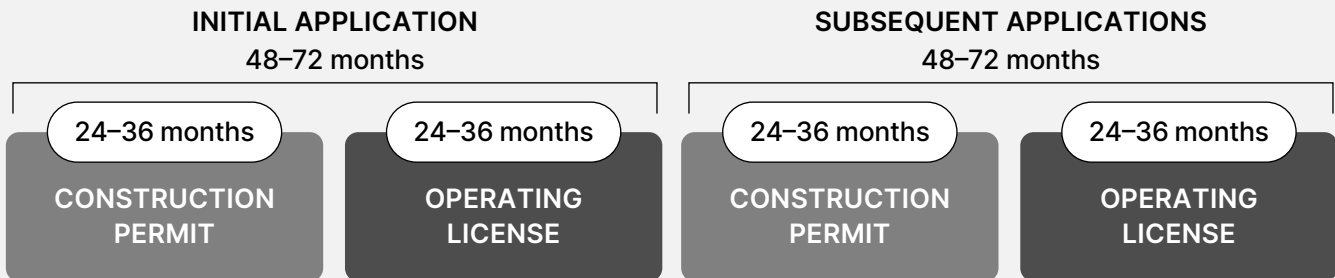 INITIAL APPLICATION
48–72 months
24–36 months
CONSTRUCTION
PERMIT
24–36 months
OPERATING
LICENSE
SUBSEQUENT APPLICATIONS
48–72 months
24–36 months
CONSTRUCTION
PERMIT
24–36 months
OPERATING
LICENSE